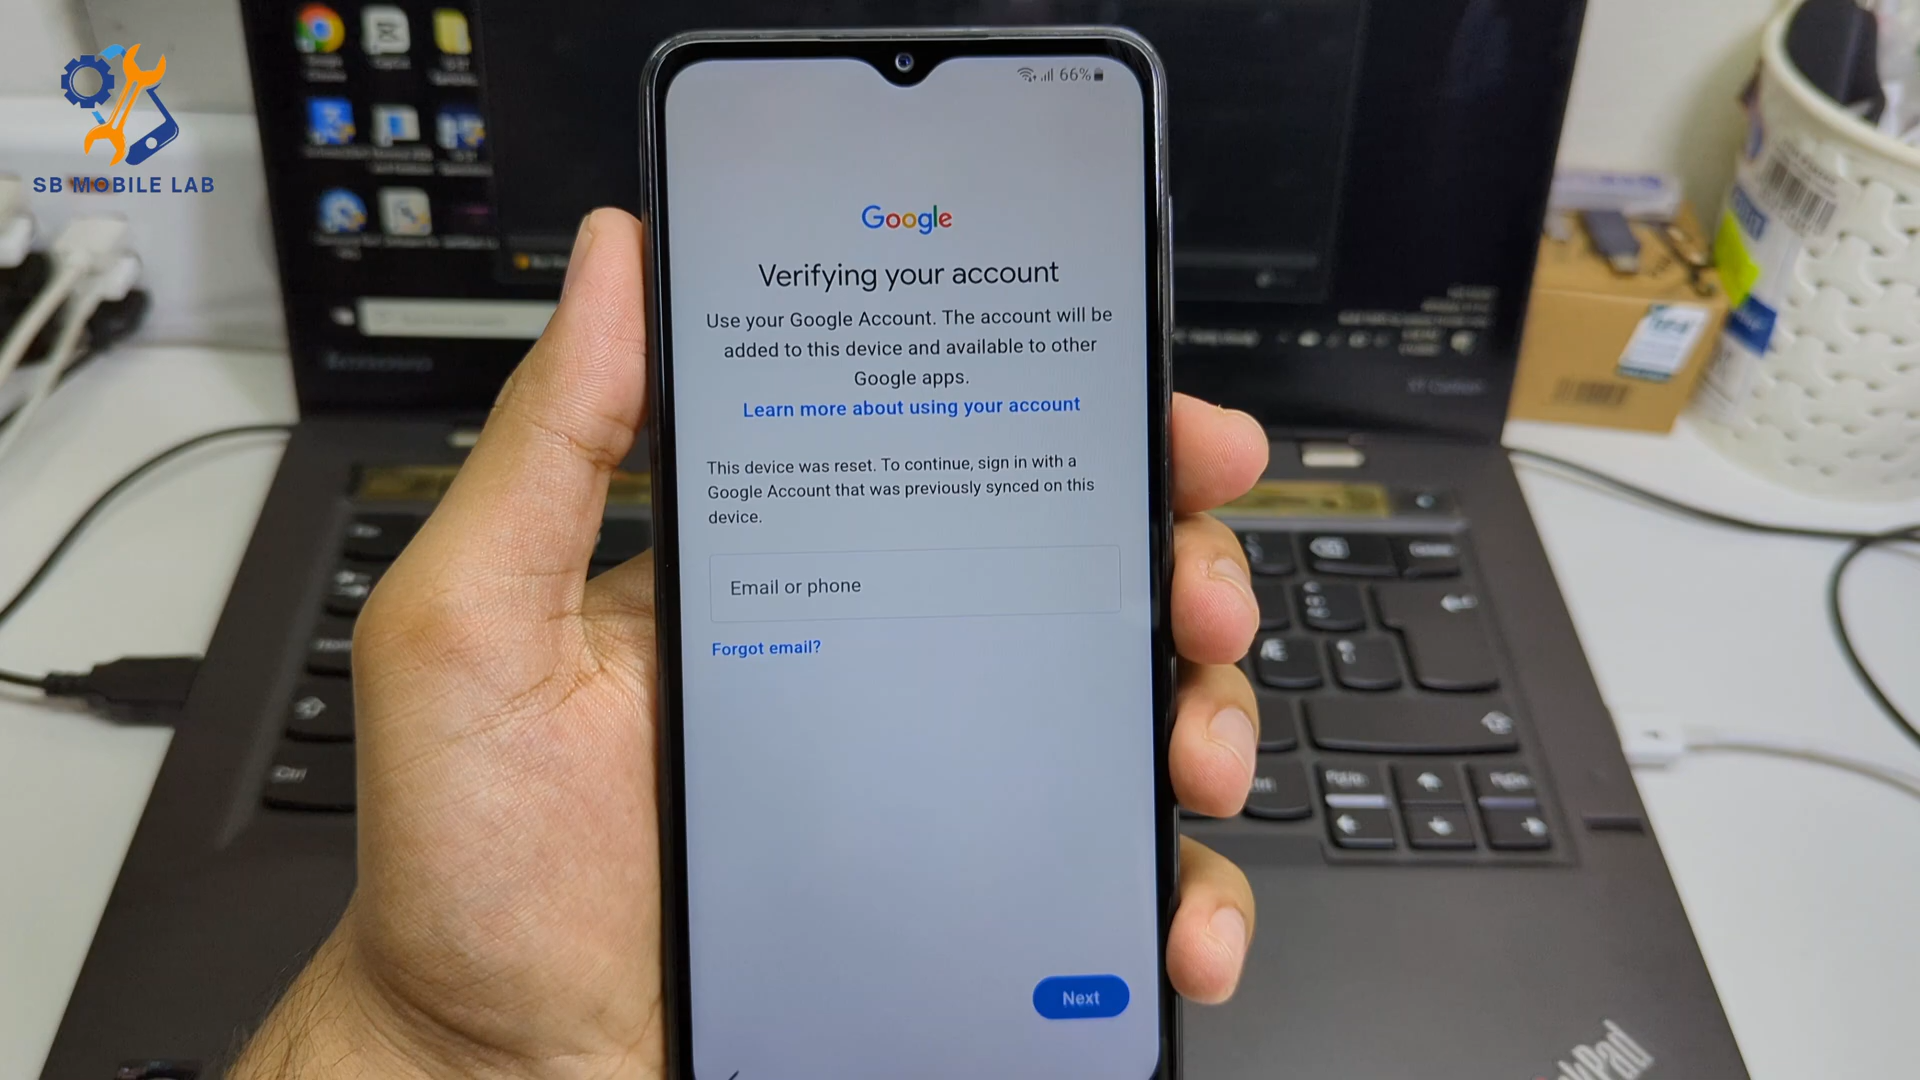 SB MOBILE LAB
66%
Google
Verifying your account
Use your Google Account. The account will be
added to this device and available to other
Google apps.
Learn more about using your account
This device was reset. To continue, sign in with a
Google Account that was previously synced on this
device.
Email or phone
Forgot email?
Next
Ctrl